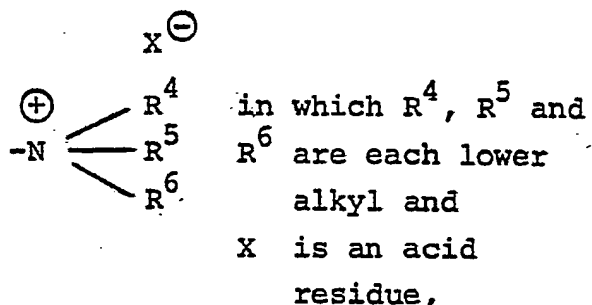 X⊖
⊕ R⁴ in which R⁴, R⁵ and
-N R⁵ R⁶ are each lower
R⁶ alkyl and
X is an acid
residue,